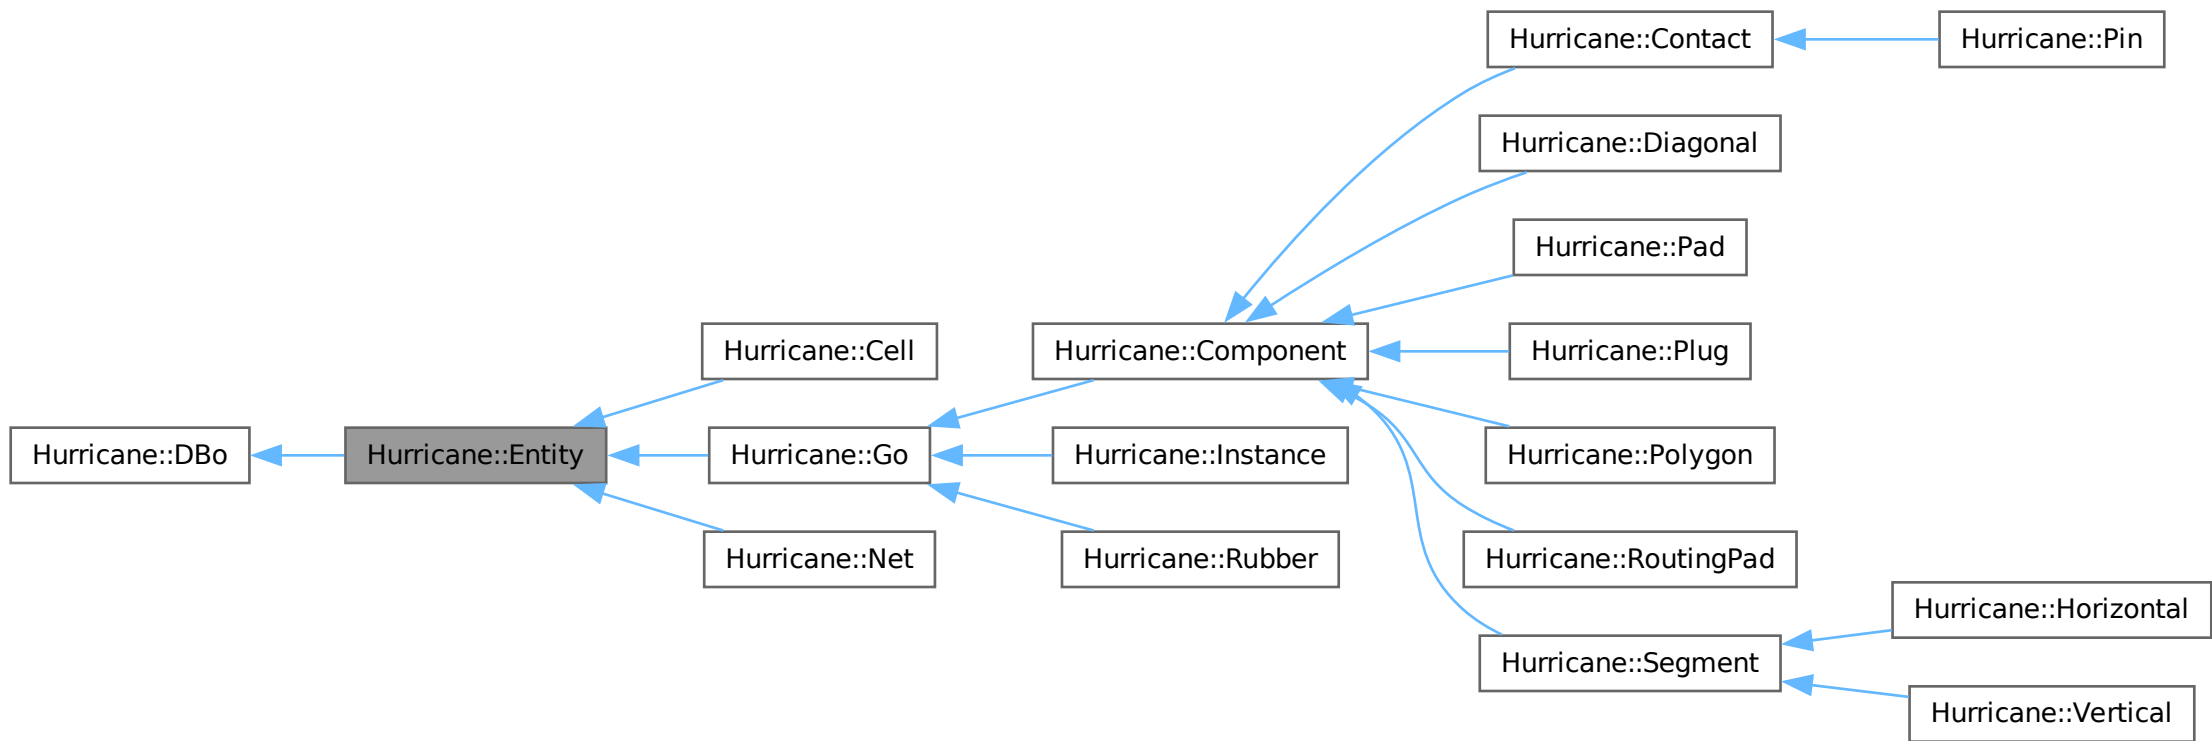 Hurricane::Contact
Hurricane::Pin
Hurricane::Diagonal
Hurricane::Pad
Hurricane::Cell
Hurricane::Component
Hurricane::Plug
Hurricane::DBo
Hurricane::Entity
Hurricane::Go
Hurricane::Instance
Hurricane::Polygon
Hurricane::Net
Hurricane::Rubber
Hurricane::RoutingPad
Hurricane::Horizontal
Hurricane::Segment
Hurricane::Vertical